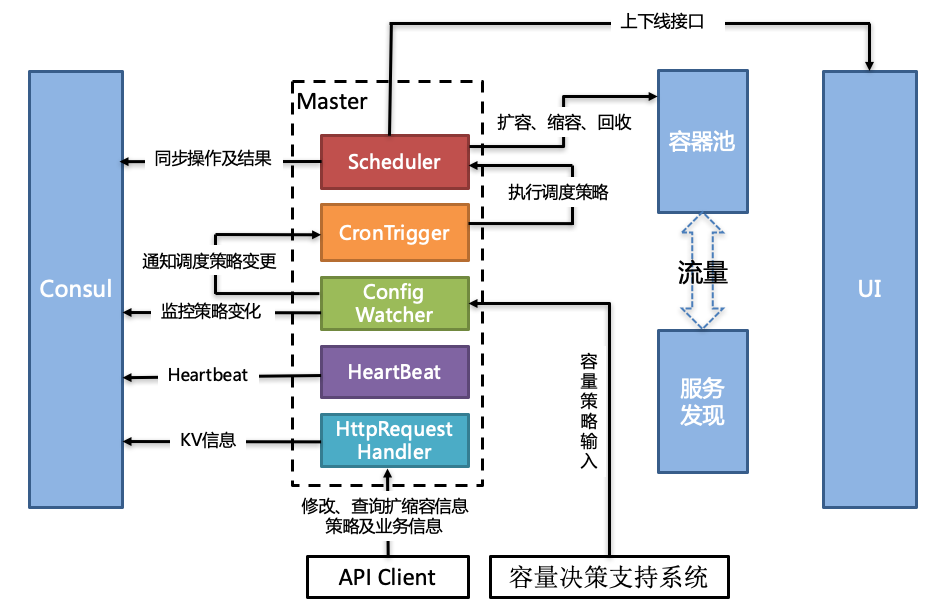 上下线接口
Master
扩容、缩容、回收
容器池
Scheduler
同步操作及结果
执行调度策略
CronTrigger
通知调度策略变更
流量
Consul
Config
Watcher
UI
监控策略变化
HeartBeat
Heartbeat
容量策略输入
服务
发现
HttpRequest
Handler
KV信息
修改、查询扩缩容信息
策略及业务信息
API Client
容量决策支持系统